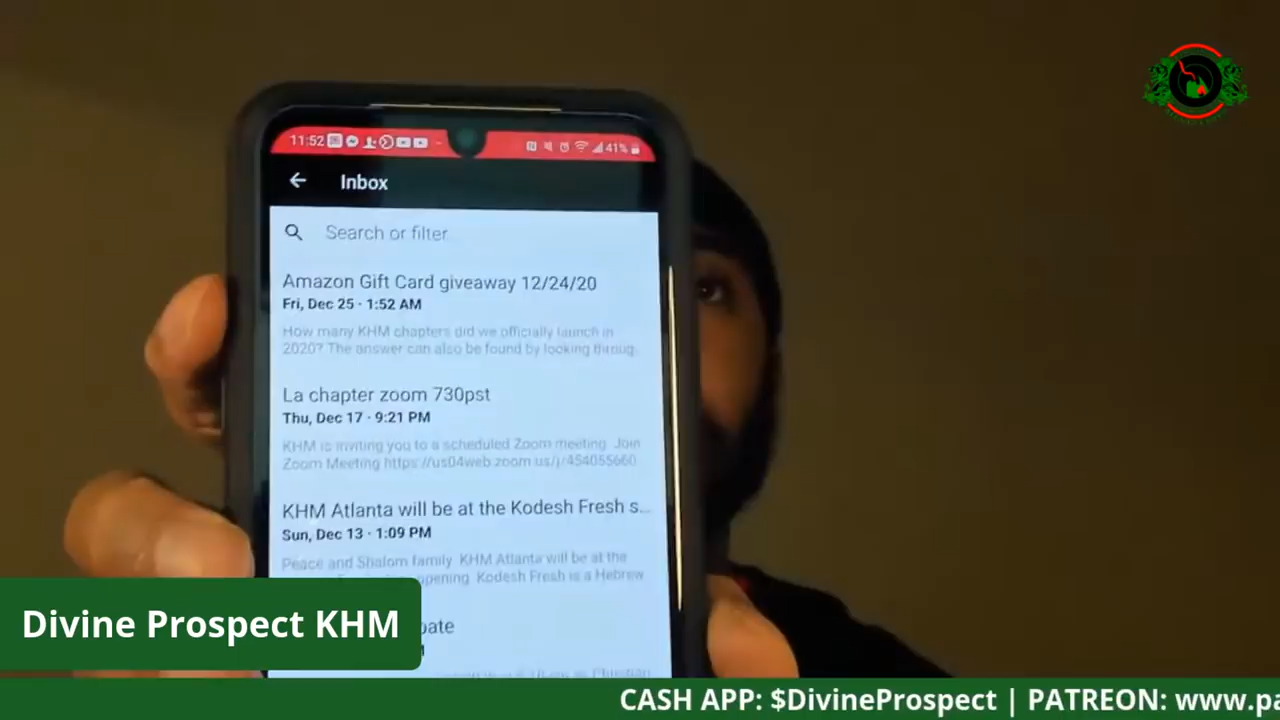 11:52
41%
Inbox
Search or filter
Amazon Gift Card giveaway 12/24/20
Fri, Dec 25 · 1:52 AM
How many KHM chapters did we officially launch in
2020? The answer can also be found by looking throug.
La chapter zoom 730pst
Thu, Dec 17 · 9:21 PM
KHM is inviting you to a scheduled Zoom meeting. Join
Zoom Meeting https://us04web.zoom.us/j/454055660
KHM Atlanta will be at the Kodesh Fresh s...
Sun, Dec 13 · 1:09 PM
Peace and Shalom family. KHM Atlanta will be at the
Kodesh Fresh is a Hebrew
Divine Prospect KHM
CASH APP: $DivineProspect | PATREON: www.pa